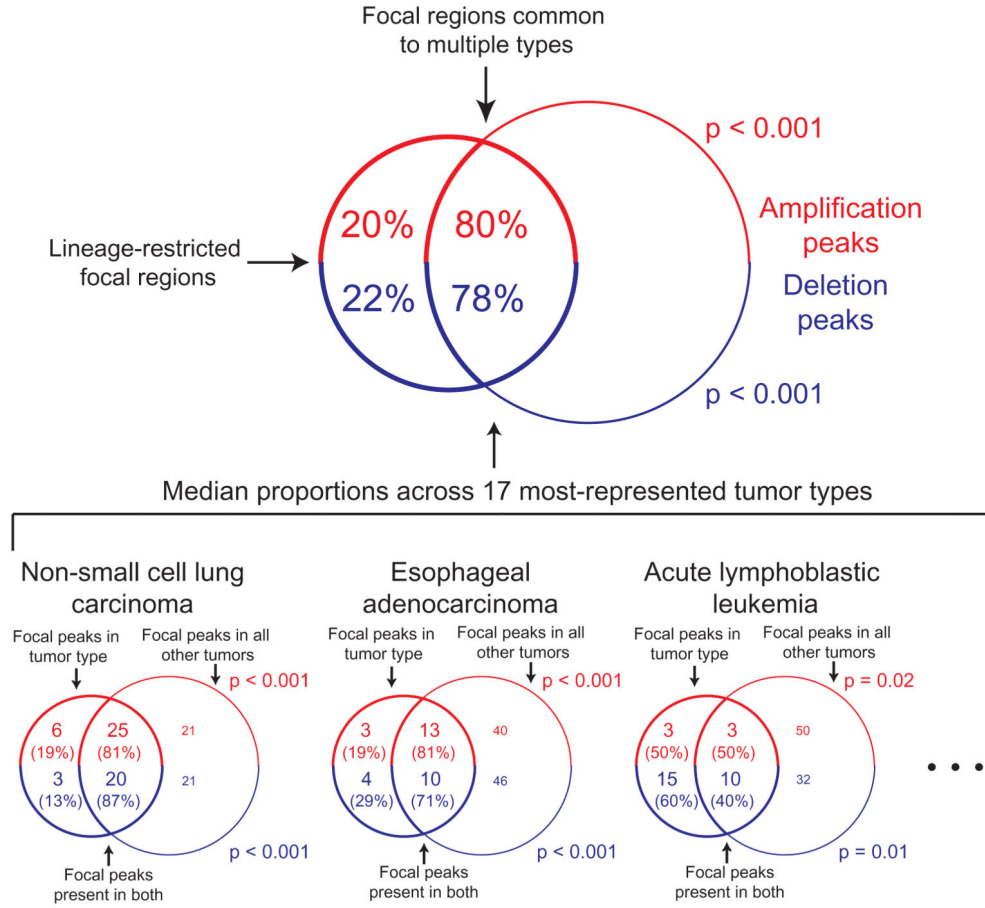 Focal regions common
to multiple types
p < 0.001
20%
80%
Amplification
peaks
Lineage-restricted
focal regions
22%
78%
Deletion
peaks
p < 0.001
Median proportions across 17 most-represented tumor types
Non-small cell lung
carcinoma
Focal peaks in
tumor type
Focal peaks in all
other tumors
p < 0.001
6
(19%)
25
(81%)
21
3
(13%)
20
(87%)
21
p < 0.001
Focal peaks
present in both
Esophageal
adenocarcinoma
Focal peaks in
tumor type
Focal peaks in all
other tumors
p < 0.001
3
(19%)
13
(81%)
40
4
(29%)
10
(71%)
46
p < 0.001
Focal peaks
present in both
Acute lymphoblastic
leukemia
Focal peaks in
tumor type
Focal peaks in all
other tumors
p = 0.02
3
(50%)
3
(50%)
50
15
(60%)
10
(40%)
32
p = 0.01
Focal peaks
present in both
• • •